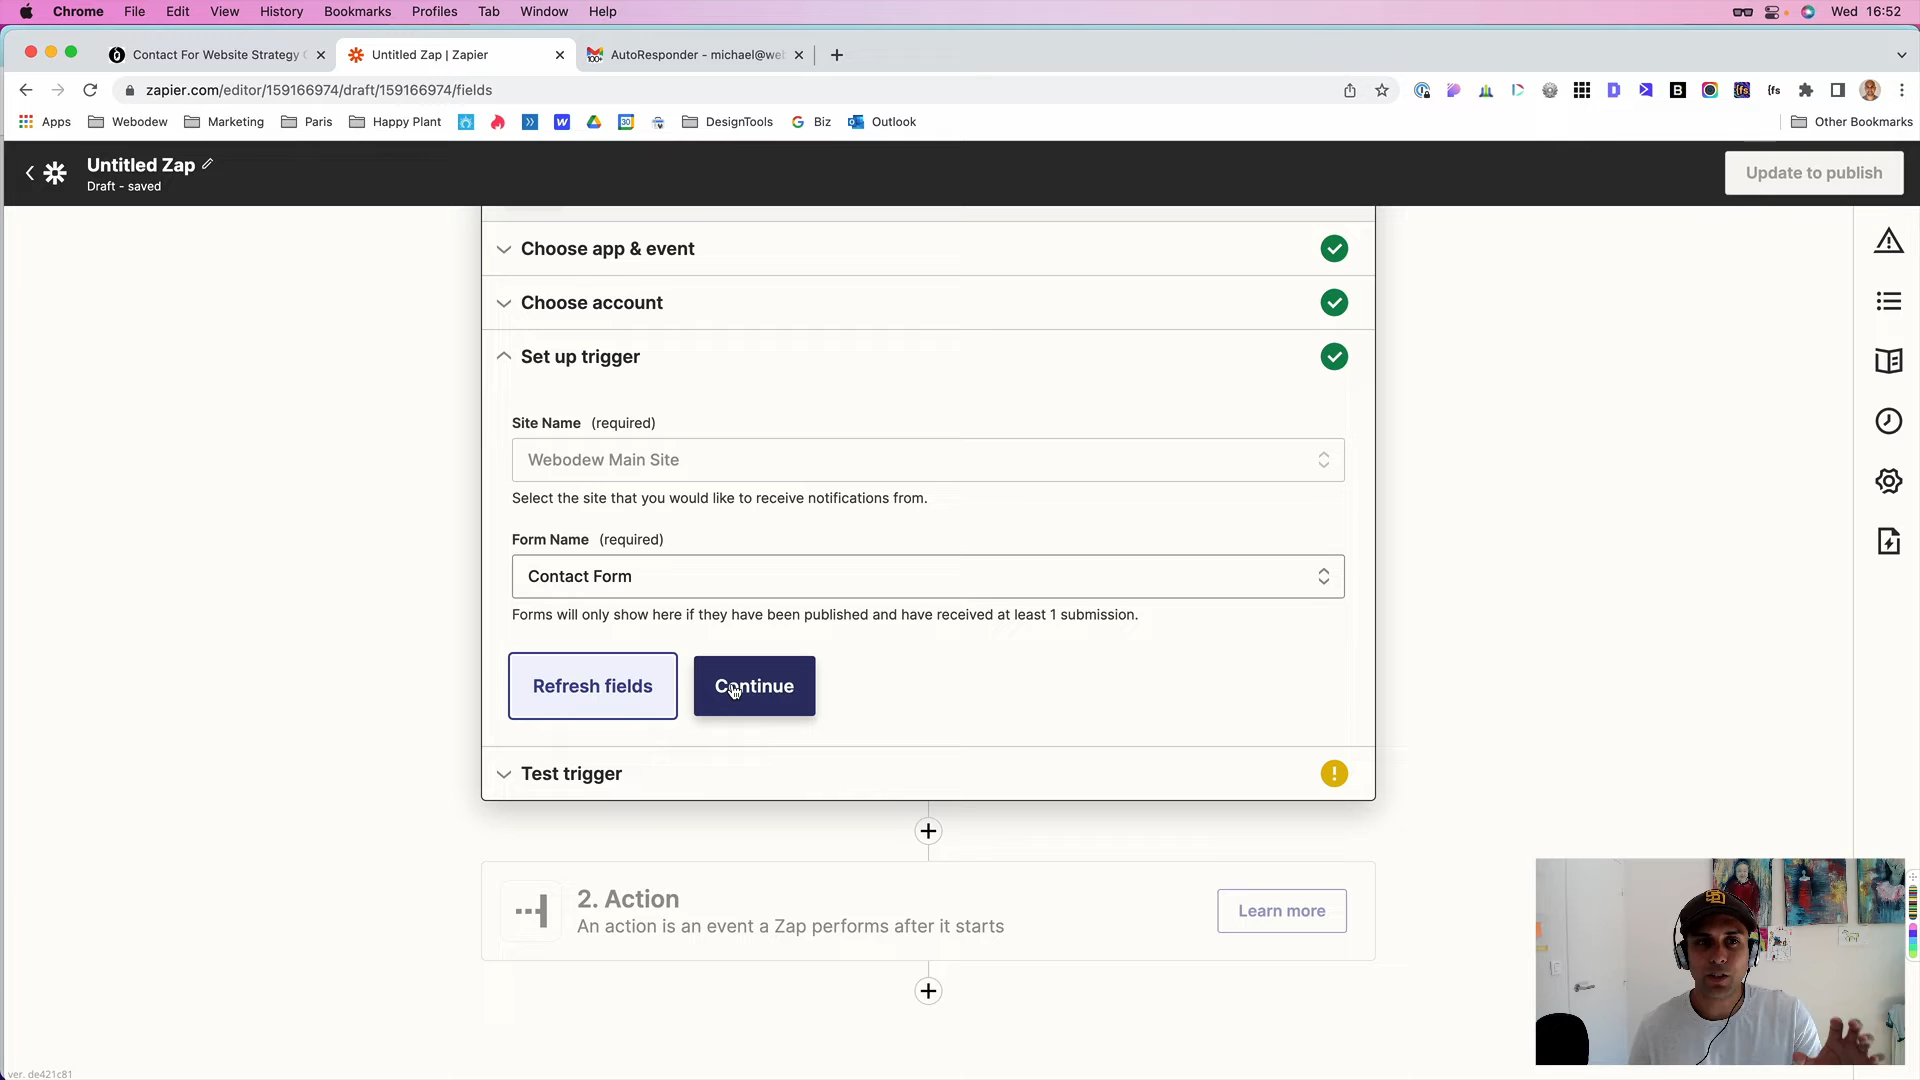 Chrome File Edit View History Bookmarks Profiles Tab Window Help Wed 16:52
Contact For Website Strategy Untitled Zap | Zapier AutoResponder - michael@we
zapier.com/editor/159166974/draft/159166974/fields
Apps Webodew Marketing Paris Happy Plant DesignTools Biz Outlook Other Bookmarks
Untitled Zap
Draft - saved
Update to publish
Choose app & event
Choose account
Set up trigger
Site Name (required)
Webodew Main Site
Select the site that you would like to receive notifications from.
Form Name (required)
Contact Form
Forms will only show here if they have been published and have received at least 1 submission.
Refresh fields Continue
Test trigger
2. Action
An action is an event a Zap performs after it starts
Learn more
ver. de421c81